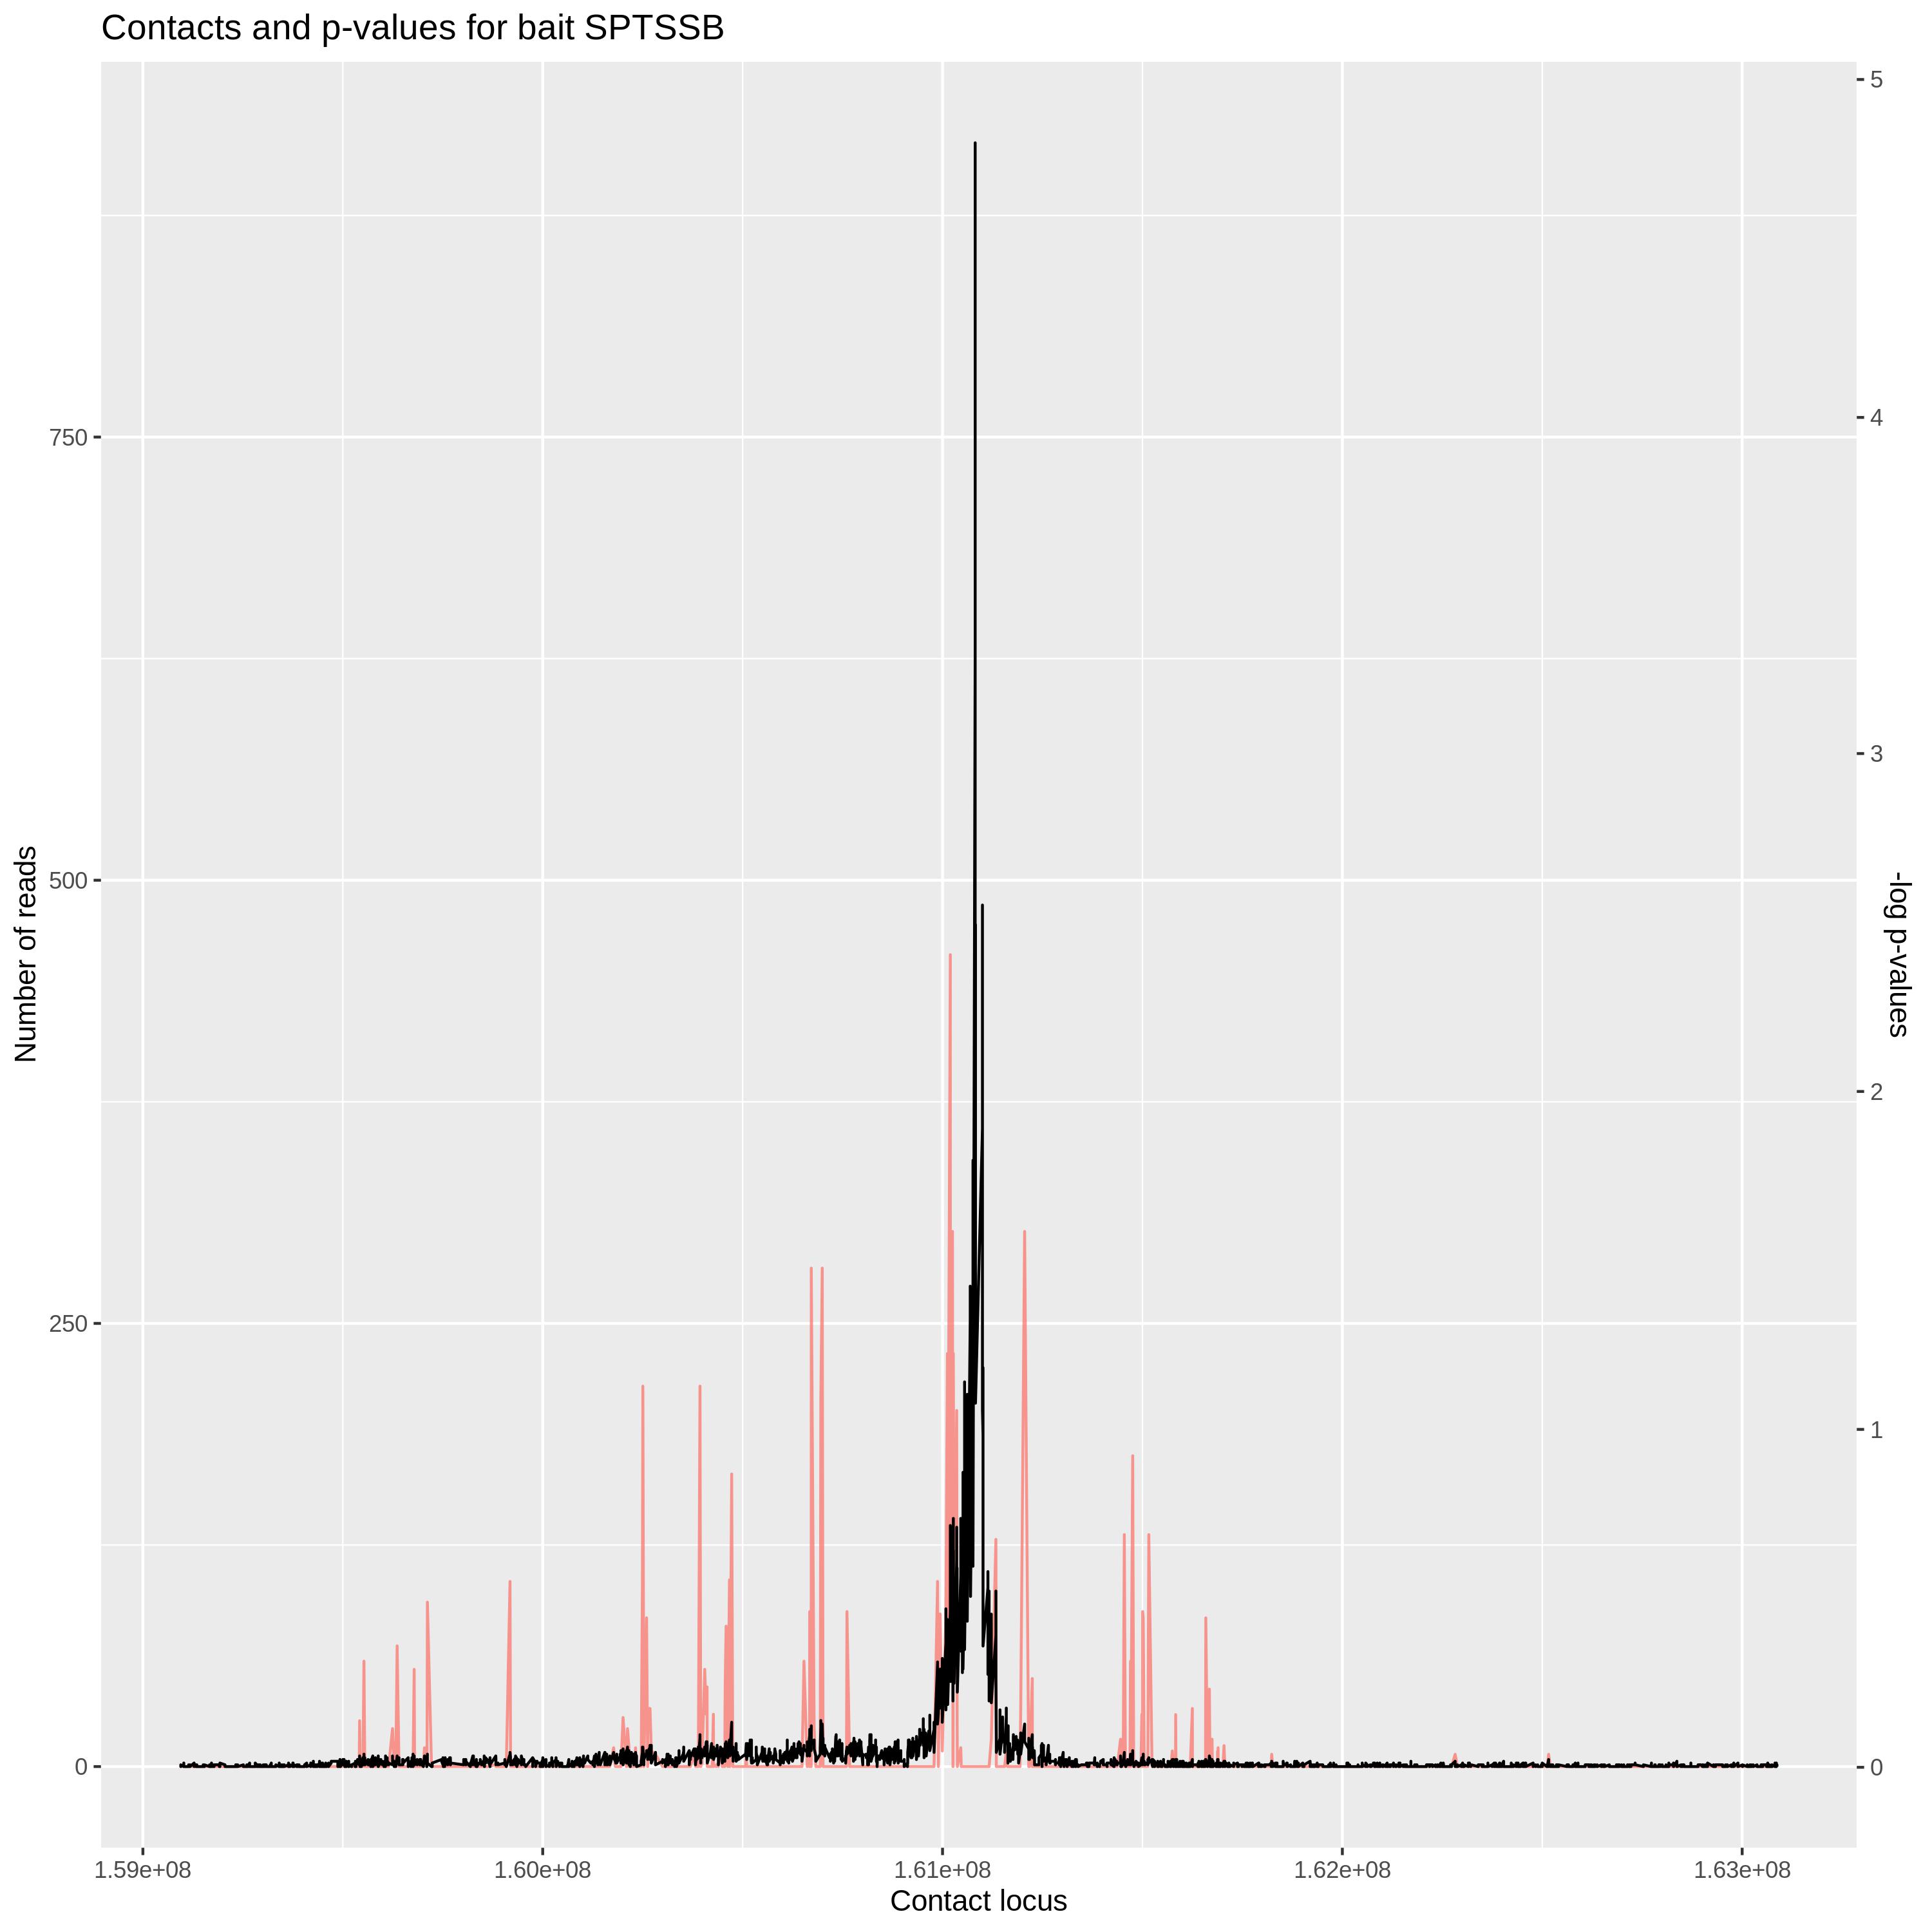 Contacts and p-values for bait SPTSSB
Number of reads
750
500
250
0
5
4
3
2
1
0
-log p-values
1.59e+08
1.60e+08
1.61e+08
1.62e+08
1.63e+08
Contact locus